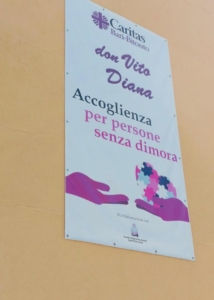 Caritas
Bari-Bitonto
don Vito
Diana
Accoglienza
per persone
senza dimora